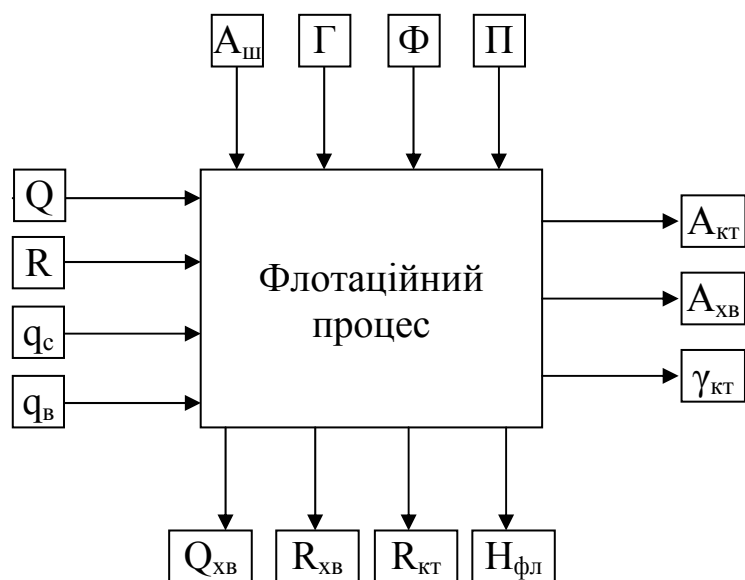 Aш Г Ф П
Q
R
qс
qв
Флотаційний
процес
Aкт
Aхв
γкт
Qхв Rхв Rкт Hфл